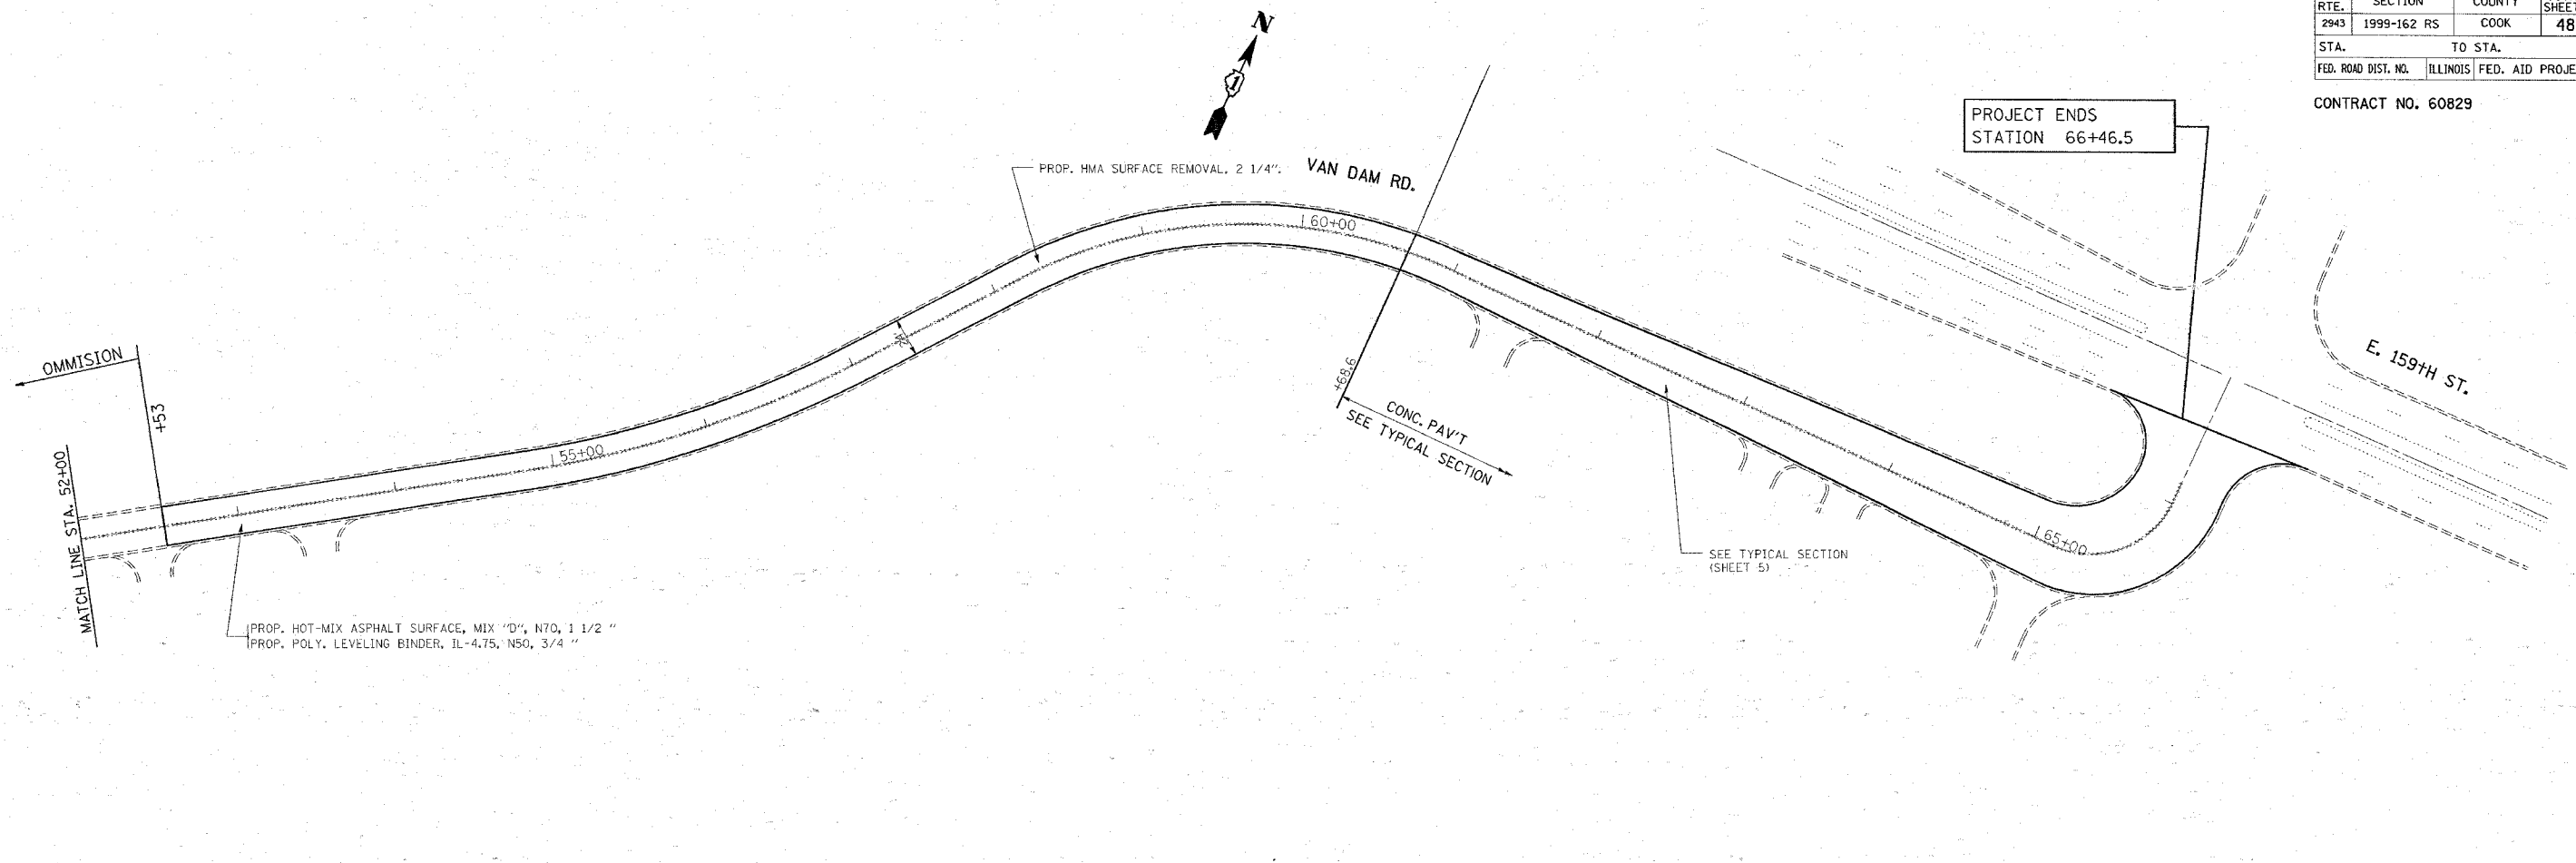 RTE. SECTION COUNTY SHEET
2943 1999-162 RS COOK 48
STA. TO STA.
FED. ROAD DIST. NO. ILLINOIS FED. AID PROJE
CONTRACT NO. 60829
N
1
PROJECT ENDS
STATION 66+46.5
PROP. HMA SURFACE REMOVAL, 2 1/4".
VAN DAM RD.
60+00
E. 159+H ST.
OMMISION
+53
+68.6
CONC. PAV'T
SEE TYPICAL SECTION
55+00
MATCH LINE STA. 52+00
65+00
SEE TYPICAL SECTION
(SHEET 5)
PROP. HOT-MIX ASPHALT SURFACE, MIX "D", N70, 1 1/2 "
PROP. POLY. LEVELING BINDER, IL-4.75, N50, 3/4 "